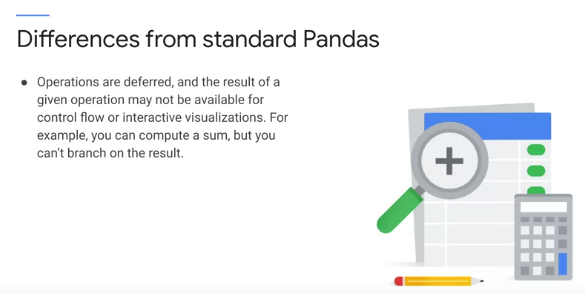 Differences from standard Pandas
● Operations are deferred, and the result of a
given operation may not be available for
control flow or interactive visualizations. For
example, you can compute a sum, but you
can't branch on the result.